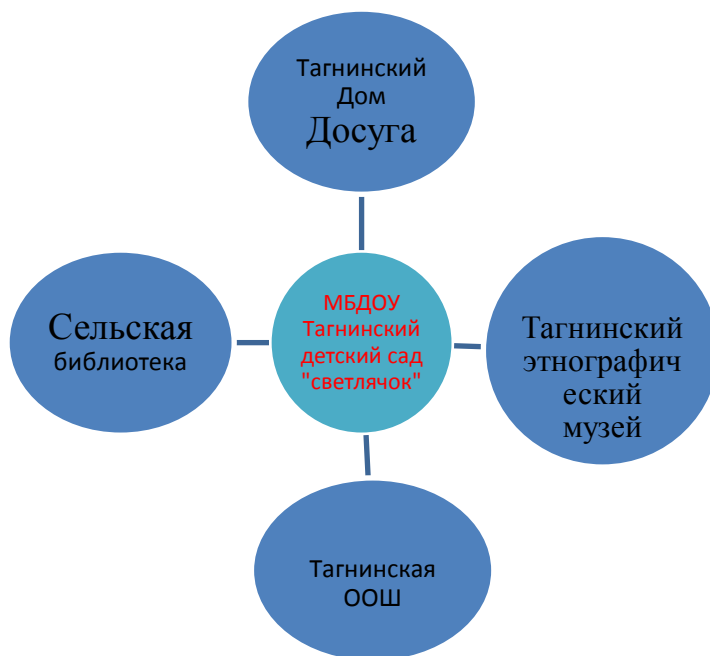 Тагнинский
Дом
Досуга
МБДОУ
Тагнинский
детский сад
"светлячок"
Сельская
библиотека
Тагнинский
этнографич
еский
музей
Тагнинская
ООШ